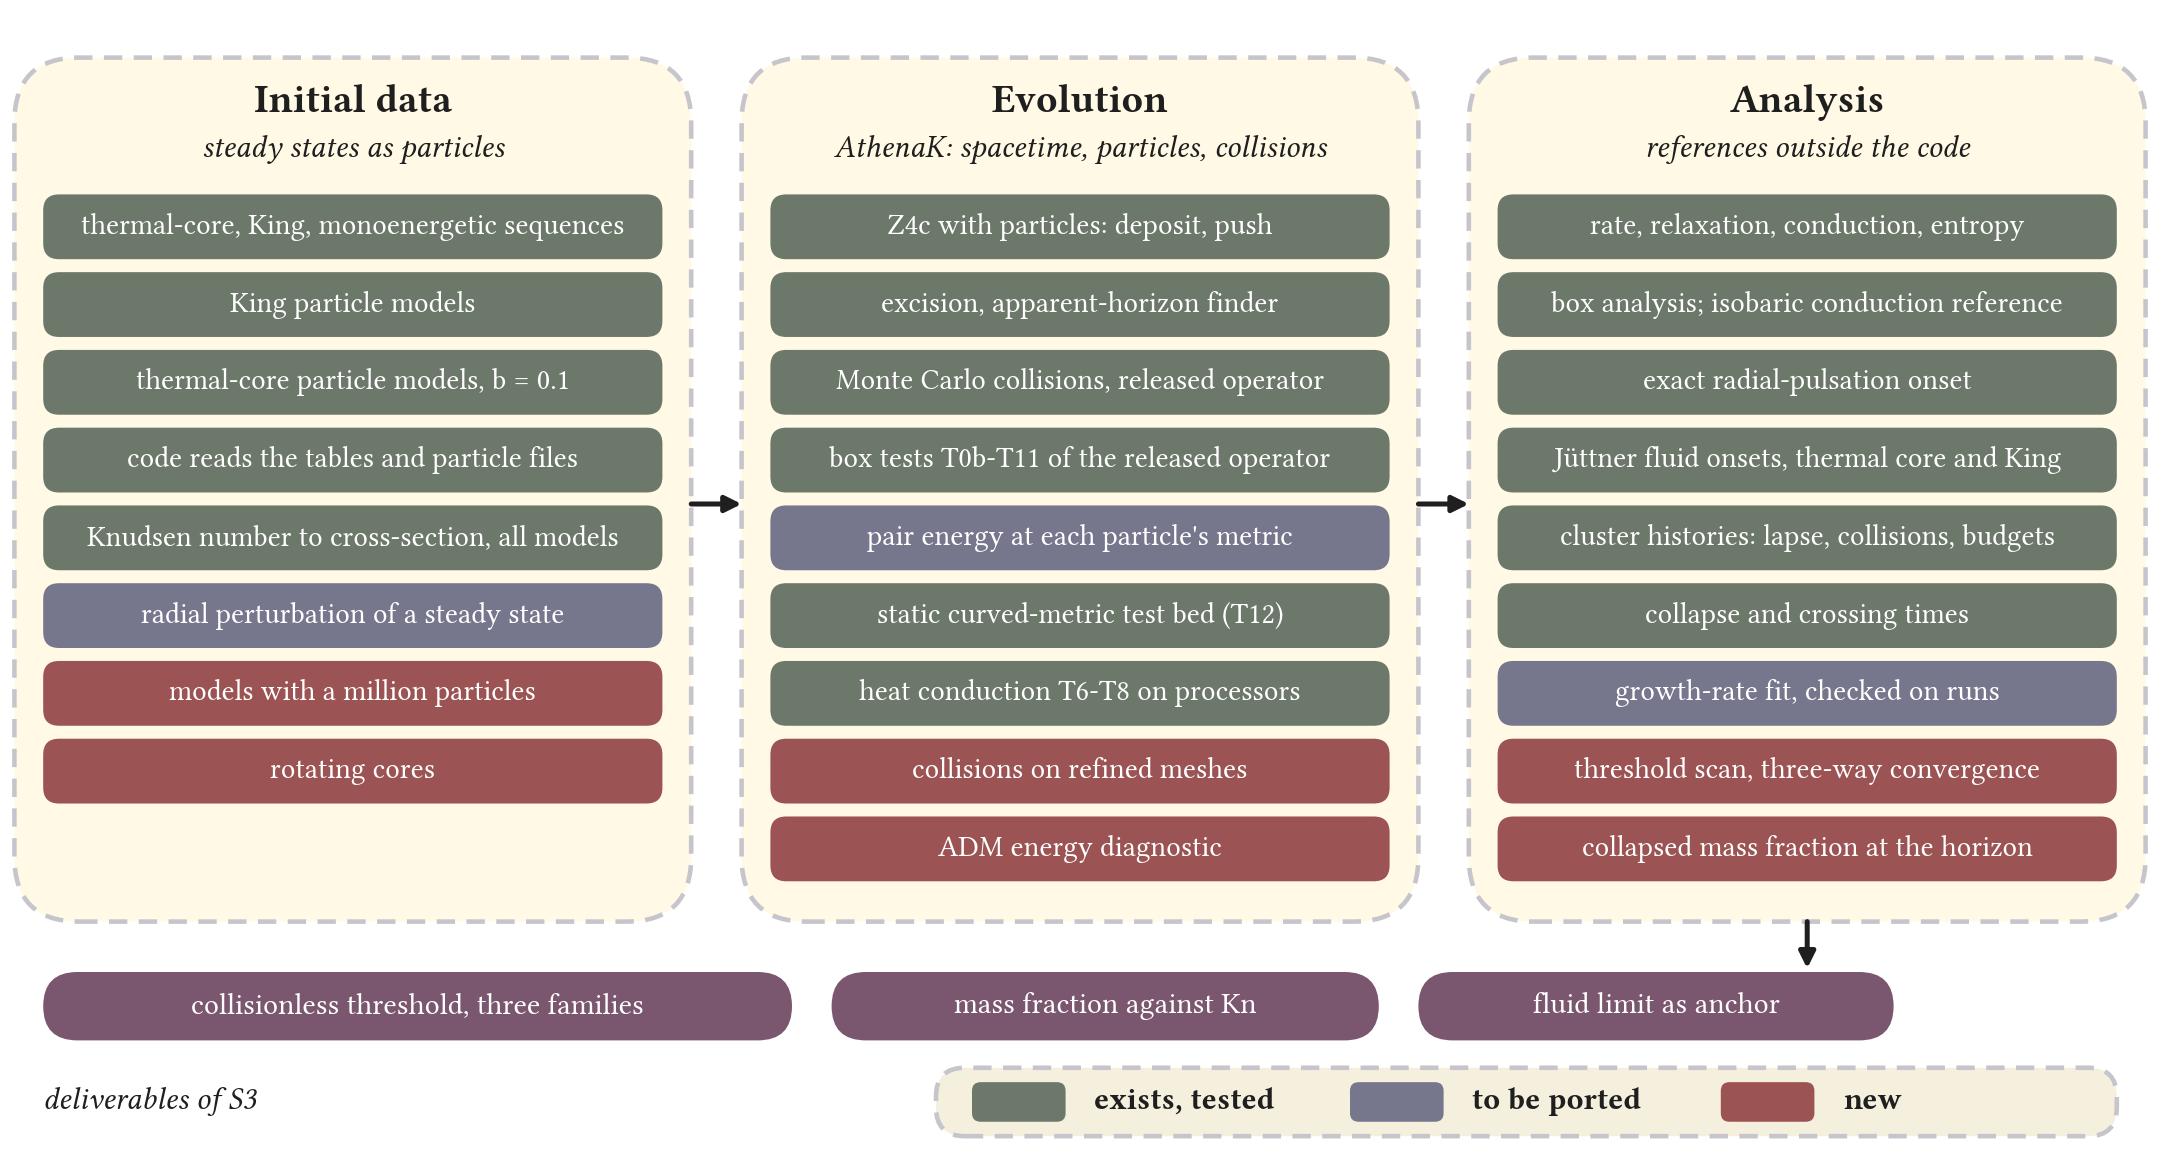 Initial data
steady states as particles
thermal-core, King, monoenergetic sequences
King particle models
thermal-core particle models, b = 0.1
code reads the tables and particle files
Knudsen number to cross-section, all models
radial perturbation of a steady state
models with a million particles
rotating cores
Evolution
AthenaK: spacetime, particles, collisions
Z4c with particles: deposit, push
excision, apparent-horizon finder
Monte Carlo collisions, released operator
box tests T0b-T11 of the released operator
pair energy at each particle's metric
static curved-metric test bed (T12)
heat conduction T6-T8 on processors
collisions on refined meshes
ADM energy diagnostic
Analysis
references outside the code
rate, relaxation, conduction, entropy
box analysis; isobaric conduction reference
exact radial-pulsation onset
Jüttner fluid onsets, thermal core and King
cluster histories: lapse, collisions, budgets
collapse and crossing times
growth-rate fit, checked on runs
threshold scan, three-way convergence
collapsed mass fraction at the horizon
collisionless threshold, three families
mass fraction against Kn
fluid limit as anchor
deliverables of S3
exists, tested
to be ported
new